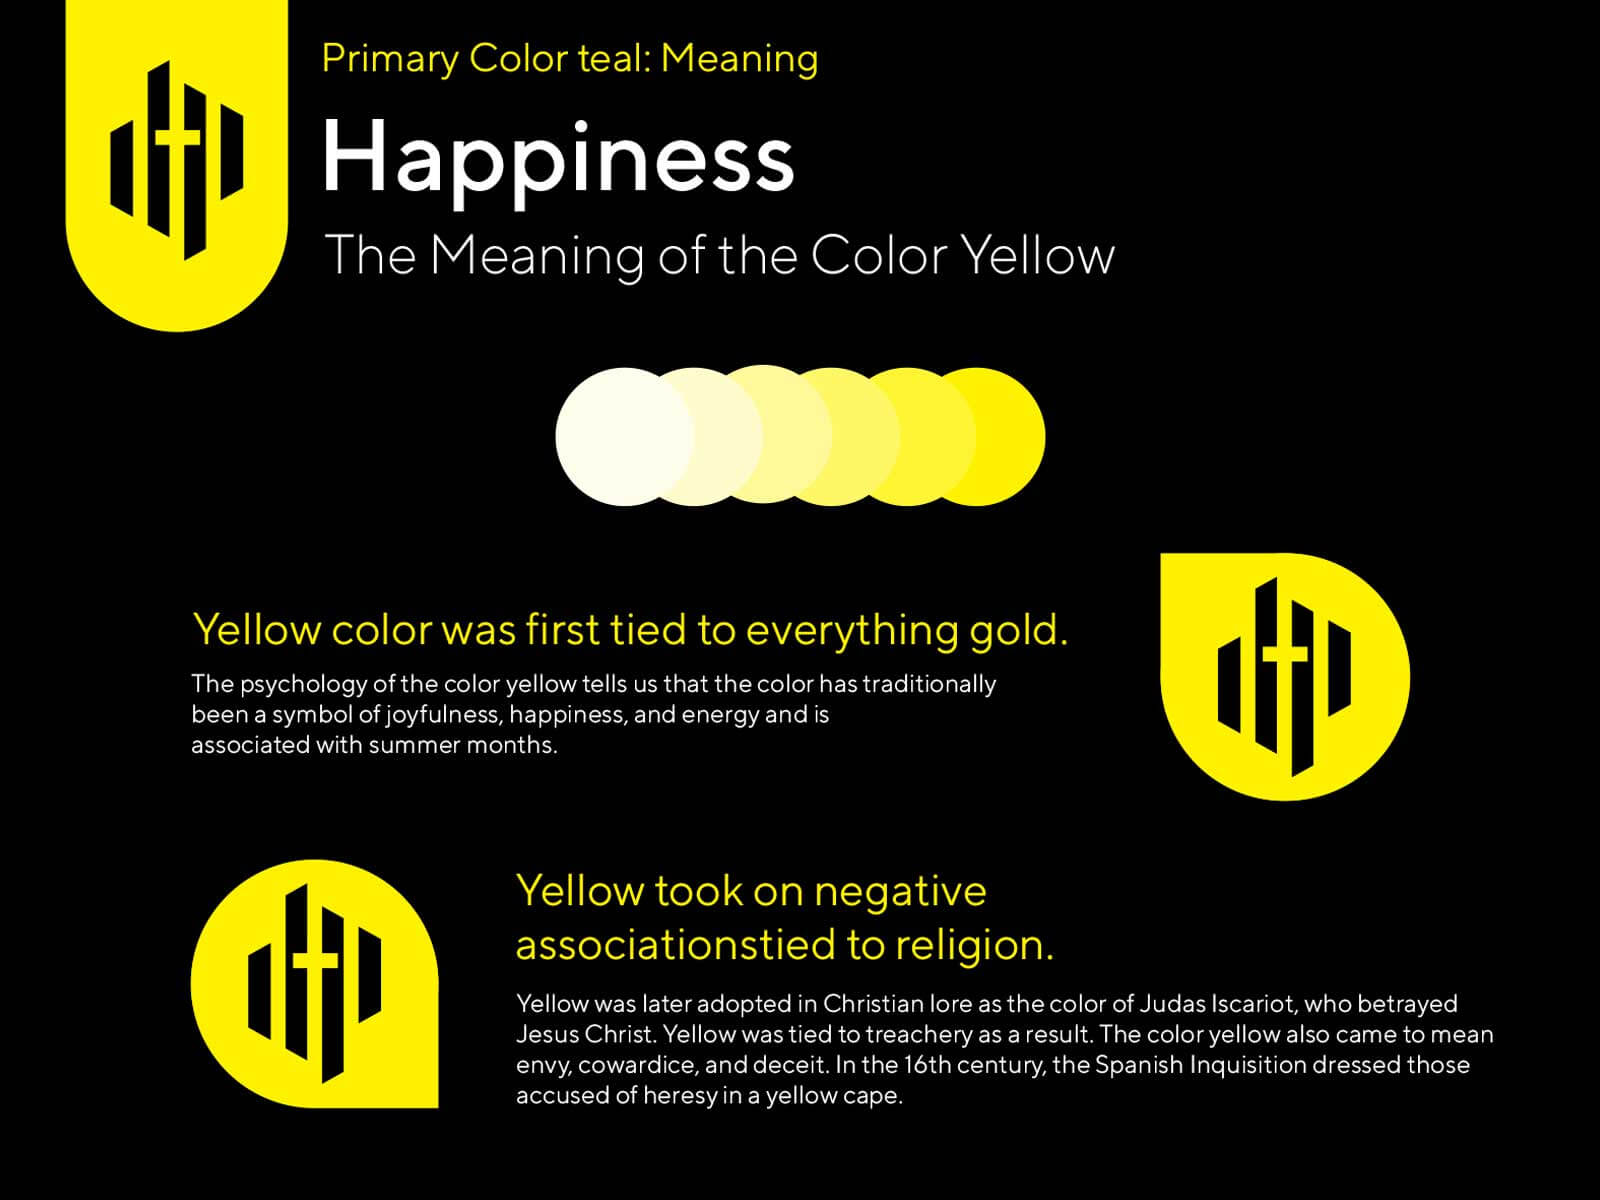 Primary Color teal: Meaning
Happiness
The Meaning of the Color Yellow
Yellow color was first tied to everything gold.
The psychology of the color yellow tells us that the color has traditionally
been a symbol of joyfulness, happiness, and energy and is
associated with summer months.
Yellow took on negative
associationstied to religion.
Yellow was later adopted in Christian lore as the color of Judas Iscariot, who betrayed
Jesus Christ. Yellow was tied to treachery as a result. The color yellow also came to mean
envy, cowardice, and deceit. In the 16th century, the Spanish Inquisition dressed those
accused of heresy in a yellow cape.